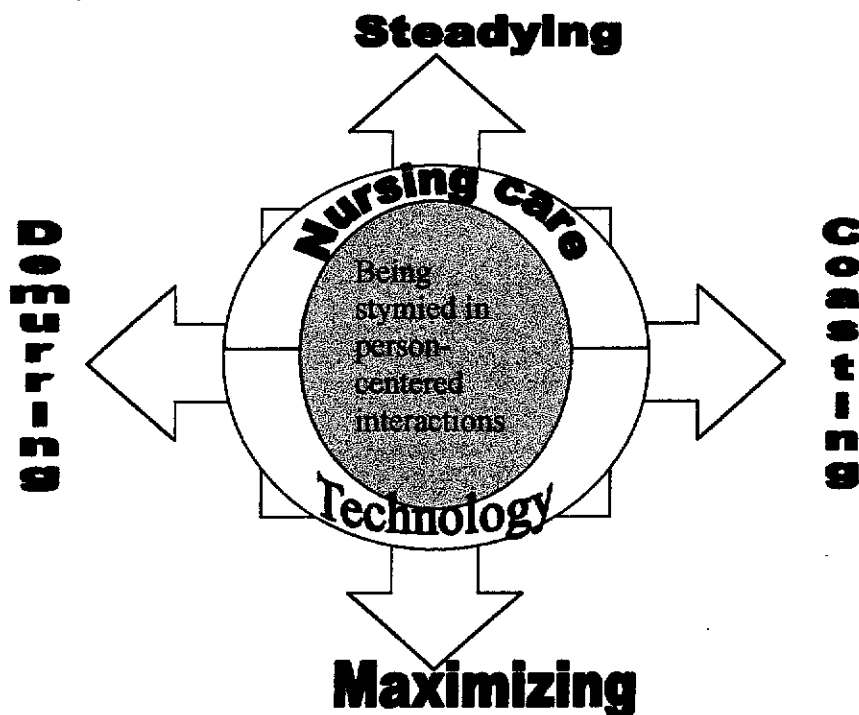 Steadying
Nursing care
Demurring
Coasting
Being
stymied in
person-
centered
interactions
Technology
Maximizing